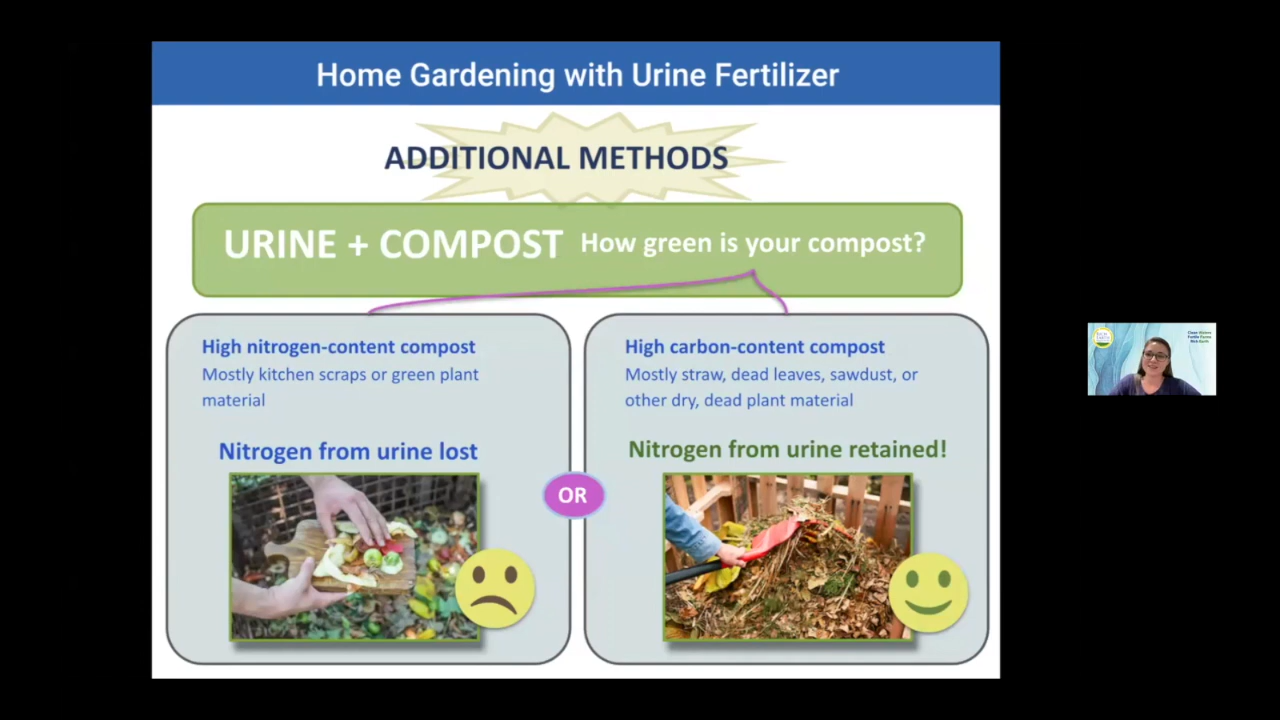 Home Gardening with Urine Fertilizer
ADDITIONAL METHODS
URINE + COMPOST How green is your compost?
High nitrogen-content compost
Mostly kitchen scraps or green plant
material
Nitrogen from urine lost
OR
High carbon-content compost
Mostly straw, dead leaves, sawdust, or
other dry, dead plant material
Nitrogen from urine retained!